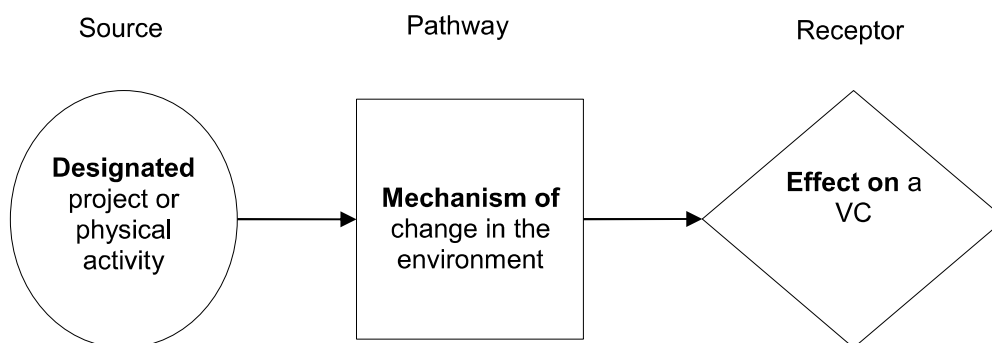 Source
Pathway
Receptor
Designated
project or
physical
activity
Mechanism of
change in the
environment
Effect on a
VC